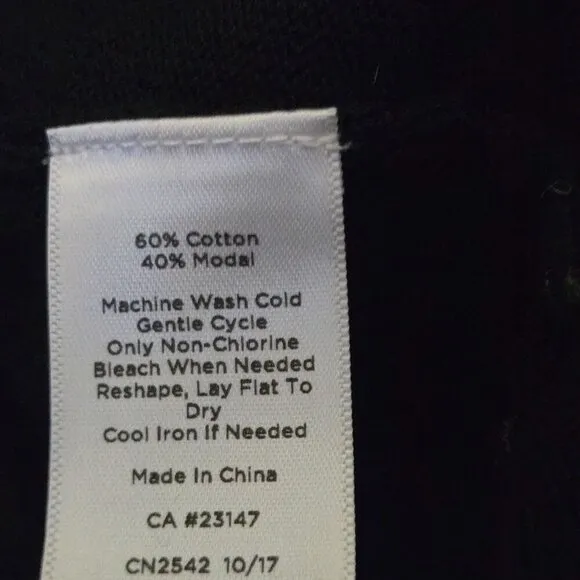 60% Cotton
40% Modal
Machine Wash Cold
Gentle Cycle
Only Non-Chlorine
Bleach When Needed
Reshape, Lay Flat To
Dry
Cool Iron If Needed
Made In China
CA #23147
CN2542 10/17